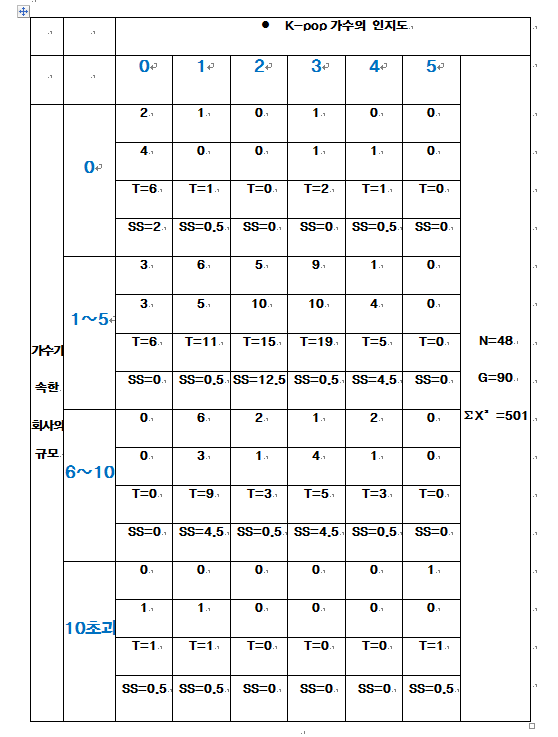 ● K-pop 가수의 인지도
0 1 2 3 4 5
가수가 속한 회사의 규모
0
2 1 0 1 0 0
4 0 0 1 1 0
T=6 T=1 T=0 T=2 T=1 T=0
SS=2 SS=0.5 SS=0 SS=0 SS=0.5 SS=0
1~5
3 6 5 9 1 0
3 5 10 10 4 0
T=6 T=11 T=15 T=19 T=5 T=0
SS=0 SS=0.5 SS=12.5 SS=0.5 SS=4.5 SS=0
6~10
0 6 2 1 2 0
0 3 1 4 1 0
T=0 T=9 T=3 T=5 T=3 T=0
SS=0 SS=4.5 SS=0.5 SS=4.5 SS=0.5 SS=0
10초과
0 0 0 0 0 1
1 1 0 0 0 0
T=1 T=1 T=0 T=0 T=0 T=1
SS=0.5 SS=0.5 SS=0 SS=0 SS=0 SS=0.5
N=48
G=90
ΣX² =501